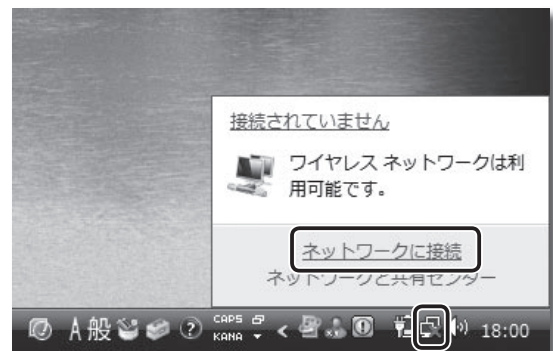 接続されていません
ワイヤレス ネットワークは利
用可能です。
ネットワークに接続
ネットワークと共有センター
A 般 CAPS KANA 18:00